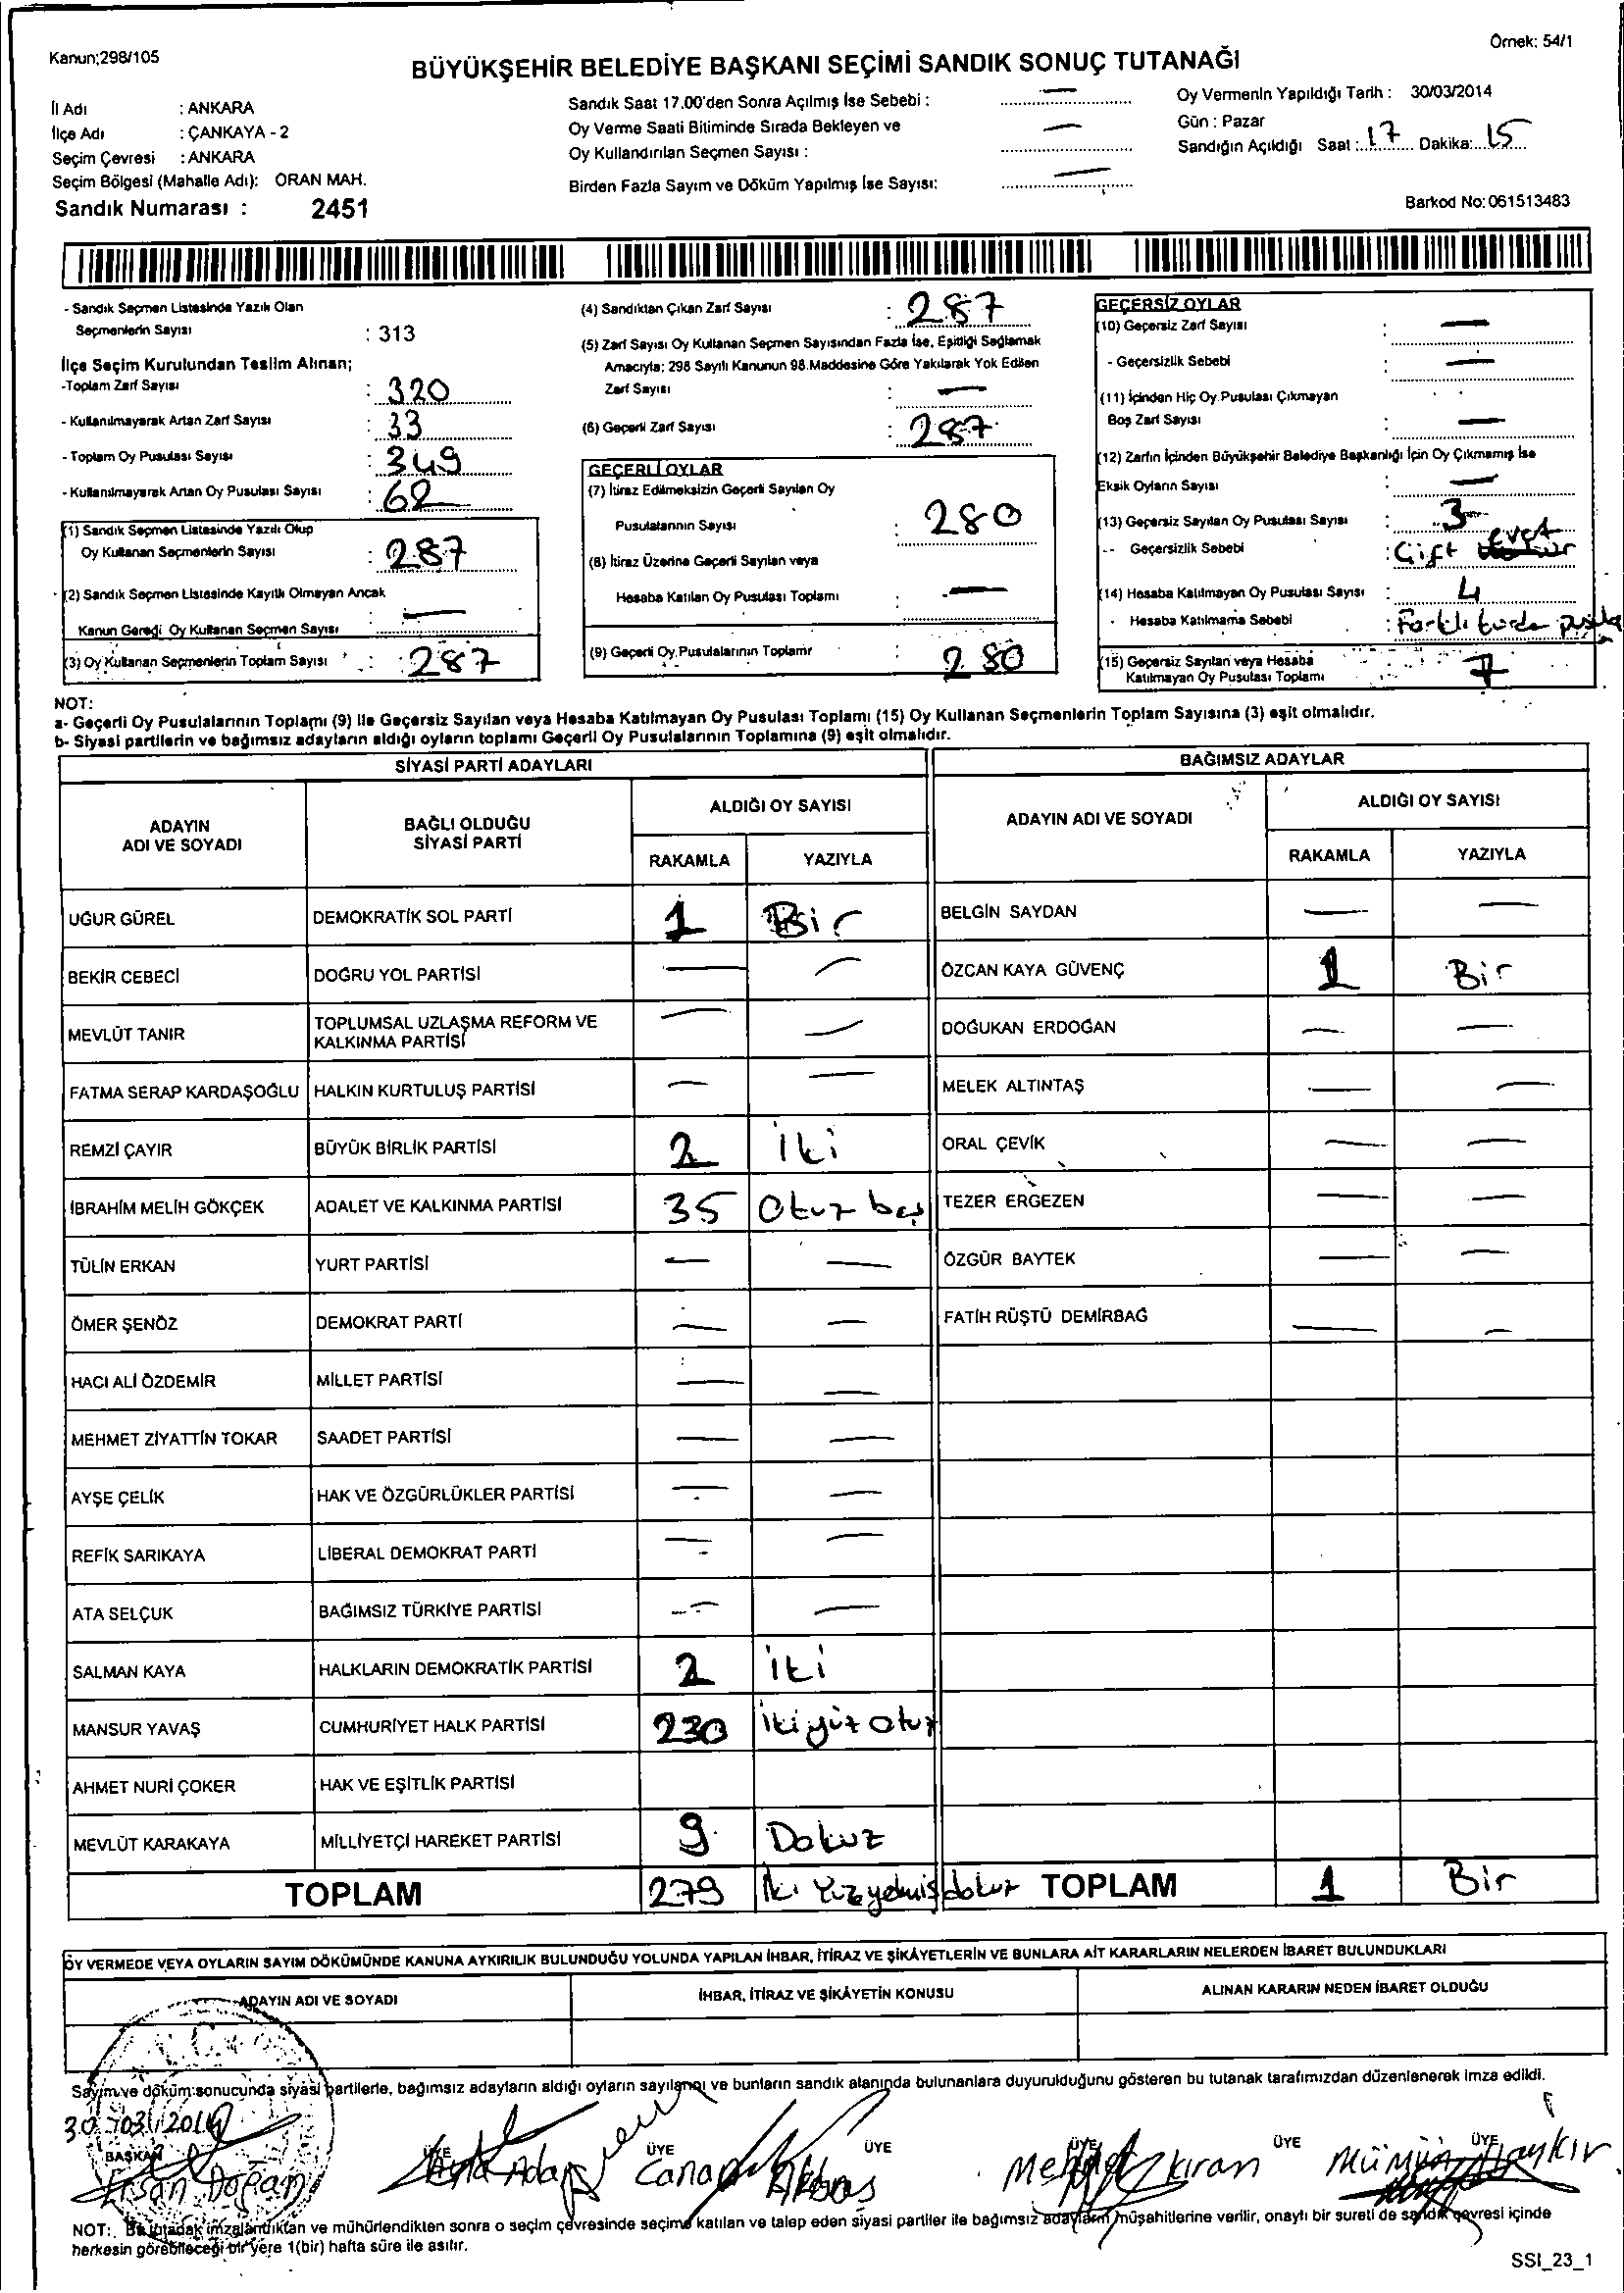 Kanun;298/105
Örnek: 54/1
BÜYÜKŞEHİR BELEDİYE BAŞKANI SEÇİMİ SANDIK SONUÇ TUTANAĞI
İl Adı : ANKARA
İlçe Adı : ÇANKAYA - 2
Seçim Çevresi : ANKARA
Seçim Bölgesi (Mahalle Adı): ORAN MAH.
Sandık Numarası : 2451
Sandık Saat 17.00'den Sonra Açılmış İse Sebebi : —
Oy Verme Saati Bitiminde Sırada Bekleyen ve
Oy Kullandırılan Seçmen Sayısı : —
Birden Fazla Sayım ve Döküm Yapılmış İse Sayısı: —
Oy Vermenin Yapıldığı Tarih : 30/03/2014
Gün : Pazar
Sandığın Açıldığı Saat : 17 Dakika: 15
Barkod No: 061513483
- Sandık Seçmen Listesinde Yazılı Olan
Seçmenlerin Sayısı : 313
İlçe Seçim Kurulundan Teslim Alınan;
-Toplam Zarf Sayısı : 320
- Kullanılmayarak Artan Zarf Sayısı : 33
- Toplam Oy Pusulası Sayısı : 349
- Kullanılmayarak Artan Oy Pusulası Sayısı : 62
(1) Sandık Seçmen Listesinde Yazılı Olup
Oy Kullanan Seçmenlerin Sayısı : 287
(2) Sandık Seçmen Listesinde Kayıtlı Olmayan Ancak
Kanun Gereği Oy Kullanan Seçmen Sayısı : —
(3) Oy Kullanan Seçmenlerin Toplam Sayısı : 287
(4) Sandıktan Çıkan Zarf Sayısı : 287
(5) Zarf Sayısı Oy Kullanan Seçmen Sayısından Fazla İse, Eşitliği Sağlamak
Amacıyla; 298 Sayılı Kanunun 98.Maddesine Göre Yakılarak Yok Edilen
Zarf Sayısı : —
(6) Geçerli Zarf Sayısı : 287
GEÇERLİ OYLAR
(7) İtiraz Edilmeksizin Geçerli Sayılan Oy
Pusulalarının Sayısı : 280
(8) İtiraz Üzerine Geçerli Sayılan veya
Hesaba Katılan Oy Pusulası Toplamı : —
(9) Geçerli Oy Pusulalarının Toplamı : 280
GEÇERSİZ OYLAR
(10) Geçersiz Zarf Sayısı : —
- Geçersizlik Sebebi : —
(11) İçinden Hiç Oy Pusulası Çıkmayan
Boş Zarf Sayısı : —
(12) Zarfın İçinden Büyükşehir Belediye Başkanlığı İçin Oy Çıkmamış İse
Eksik Oyların Sayısı : —
(13) Geçersiz Sayılan Oy Pusulası Sayısı : 3
-- Geçersizlik Sebebi : Çift evet
(14) Hesaba Katılmayan Oy Pusulası Sayısı : 4
- Hesaba Katılmama Sebebi : Farklı türde pusula
(15) Geçersiz Sayılan veya Hesaba
Katılmayan Oy Pusulası Toplamı : 7
NOT:
a- Geçerli Oy Pusulalarının Toplamı (9) ile Geçersiz Sayılan veya Hesaba Katılmayan Oy Pusulası Toplamı (15) Oy Kullanan Seçmenlerin Toplam Sayısına (3) eşit olmalıdır.
b- Siyasi partilerin ve bağımsız adayların aldığı oyların toplamı Geçerli Oy Pusulalarının Toplamına (9) eşit olmalıdır.
SİYASİ PARTİ ADAYLARI BAĞIMSIZ ADAYLAR
ADAYIN ADI VE SOYADI BAĞLI OLDUĞU SİYASİ PARTİ ALDIĞI OY SAYISI ADAYIN ADI VE SOYADI ALDIĞI OY SAYISI
RAKAMLA YAZIYLA RAKAMLA YAZIYLA
UĞUR GÜREL DEMOKRATİK SOL PARTİ 1 Bir BELGİN SAYDAN — —
BEKİR CEBECİ DOĞRU YOL PARTİSİ — — ÖZCAN KAYA GÜVENÇ 1 Bir
MEVLÜT TANIR TOPLUMSAL UZLAŞMA REFORM VE KALKINMA PARTİSİ — — DOĞUKAN ERDOĞAN — —
FATMA SERAP KARDAŞOĞLU HALKIN KURTULUŞ PARTİSİ — — MELEK ALTINTAŞ — —
REMZİ ÇAYIR BÜYÜK BİRLİK PARTİSİ 2 iki ORAL ÇEVİK — —
İBRAHİM MELİH GÖKÇEK ADALET VE KALKINMA PARTİSİ 35 Otuz beş TEZER ERGEZEN — —
TÜLİN ERKAN YURT PARTİSİ — — ÖZGÜR BAYTEK — —
ÖMER ŞENÖZ DEMOKRAT PARTİ — — FATİH RÜŞTÜ DEMİRBAĞ — —
HACI ALİ ÖZDEMİR MİLLET PARTİSİ — —
MEHMET ZİYATTİN TOKAR SAADET PARTİSİ — —
AYŞE ÇELİK HAK VE ÖZGÜRLÜKLER PARTİSİ — —
REFİK SARIKAYA LİBERAL DEMOKRAT PARTİ — —
ATA SELÇUK BAĞIMSIZ TÜRKİYE PARTİSİ — —
SALMAN KAYA HALKLARIN DEMOKRATİK PARTİSİ 2 iki
MANSUR YAVAŞ CUMHURİYET HALK PARTİSİ 230 İkiyüz otuz
AHMET NURİ ÇOKER HAK VE EŞİTLİK PARTİSİ
MEVLÜT KARAKAYA MİLLİYETÇİ HAREKET PARTİSİ 9 Dokuz
TOPLAM 279 İki Yüz yetmiş dokuz TOPLAM 1 Bir
OY VERMEDE VEYA OYLARIN SAYIM DÖKÜMÜNDE KANUNA AYKIRILIK BULUNDUĞU YOLUNDA YAPILAN İHBAR, İTİRAZ VE ŞİKÂYETLERİN VE BUNLARA AİT KARARLARIN NELERDEN İBARET BULUNDUKLARI
ADAYIN ADI VE SOYADI İHBAR, İTİRAZ VE ŞİKÂYETİN KONUSU ALINAN KARARIN NEDEN İBARET OLDUĞU
Sayım ve döküm sonucunda siyasi partilerle, bağımsız adayların aldığı oyların sayılarını ve bunların sandık alanında bulunanlara duyurulduğunu gösteren bu tutanak tarafımızdan düzenlenerek imza edildi.
30/03/2014
BAŞKAN ÜYE ÜYE ÜYE ÜYE ÜYE ÜYE
Doğan Canan Akbaş Mehmet Kıran Mümün
NOT: Bu tutanak imzalandıktan ve mühürlendikten sonra o seçim çevresinde seçime katılan ve talep eden siyasi partiler ile bağımsız adayların müşahitlerine verilir, onaylı bir sureti de sandık çevresi içinde
herkesin görebileceği bir yere 1(bir) hafta süre ile asılır.
SSI_23_1